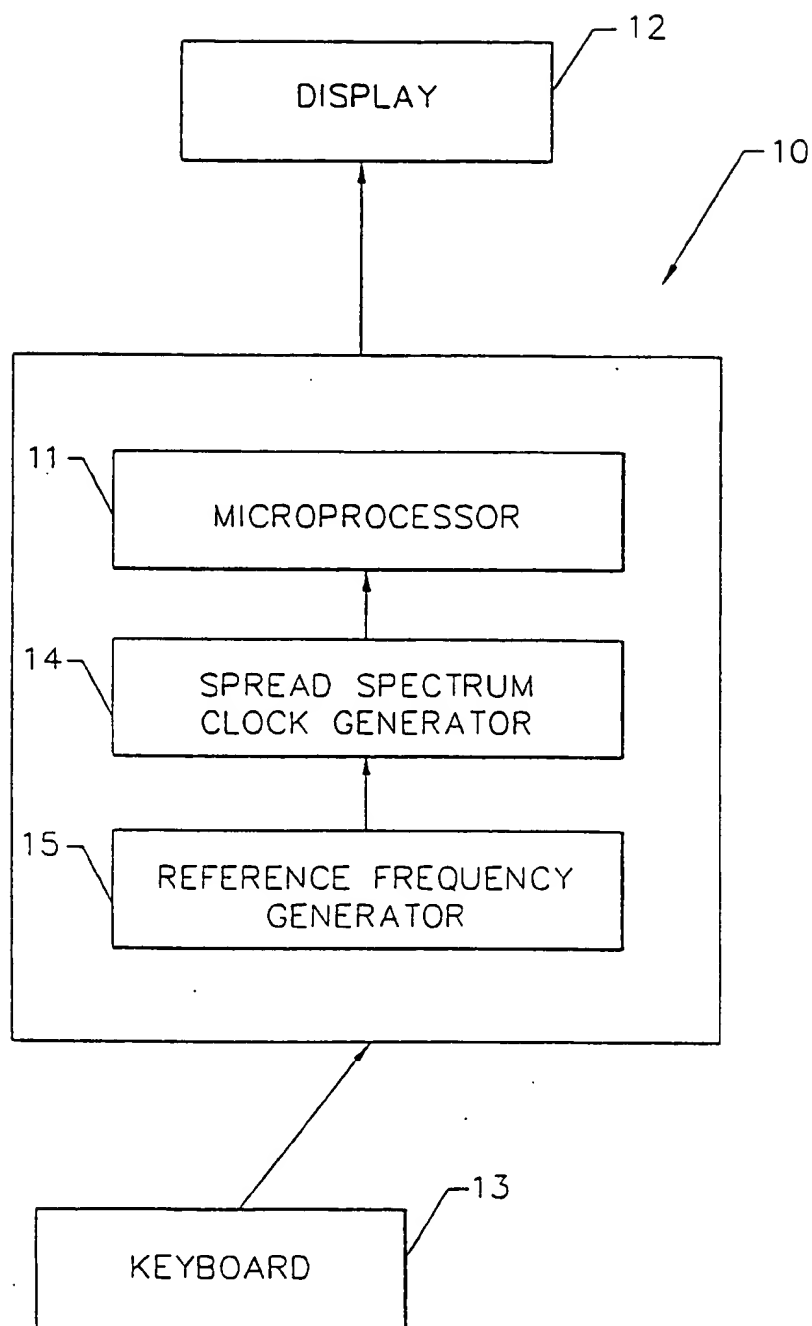 12
DISPLAY
10
11
MICROPROCESSOR
14
SPREAD SPECTRUM
CLOCK GENERATOR
15
REFERENCE FREQUENCY
GENERATOR
13
KEYBOARD